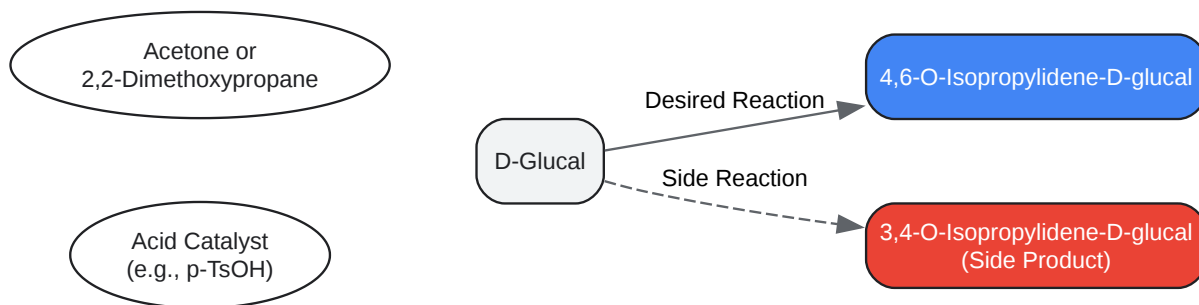 Acetone or
2,2-Dimethoxypropane
4,6-O-Isopropylidene-D-glucal
Desired Reaction
D-Glucal
Side Reaction
Acid Catalyst
(e.g., p-TsOH)
3,4-O-Isopropylidene-D-glucal
(Side Product)